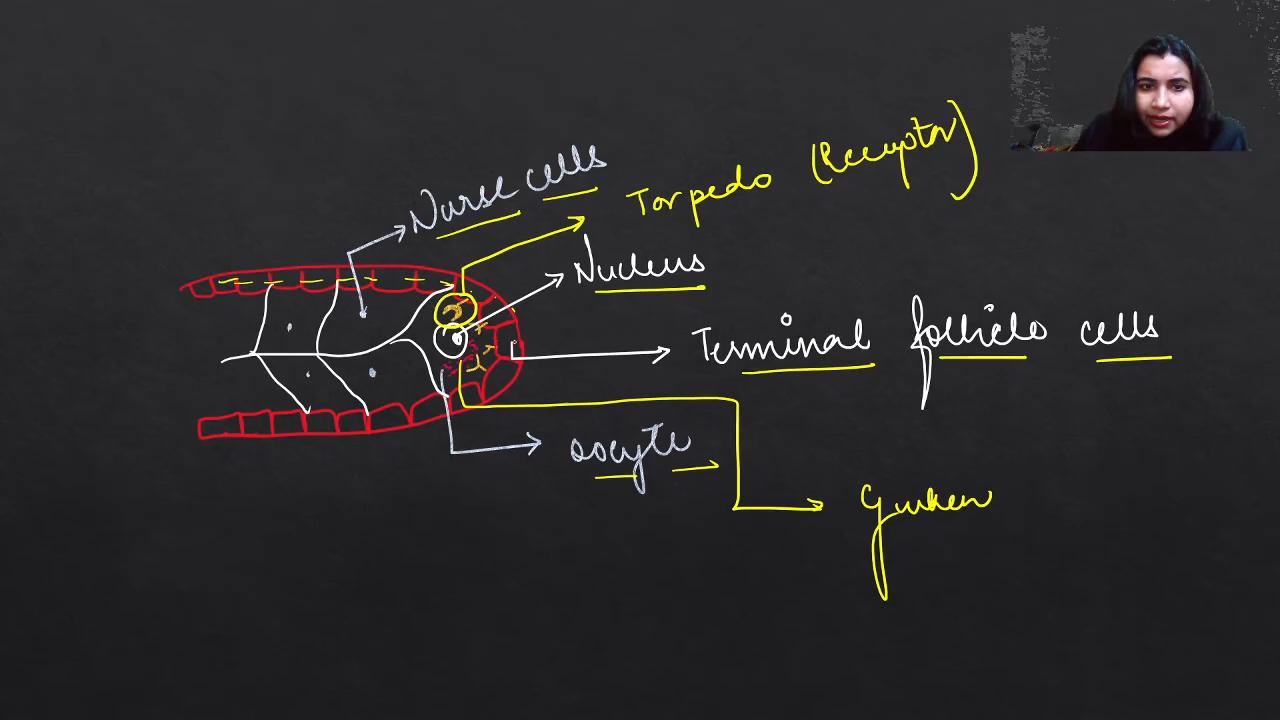 Nurse cells
Torpedo (Receptor)
Nucleus
Terminal follicle cells
oocyte
Gurken